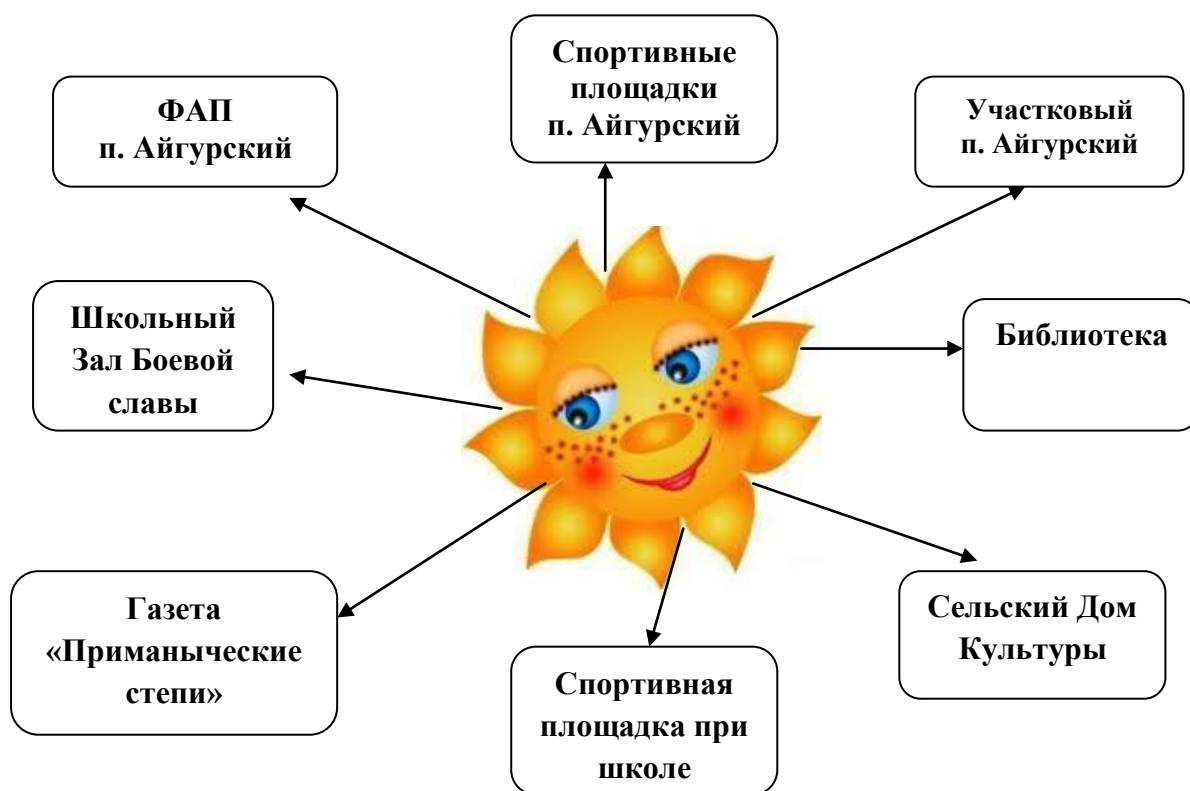 Спортивные
площадки
п. Айгурский
ФАП
п. Айгурский
Участковый
п. Айгурский
Школьный
Зал Боевой
славы
Библиотека
Газета
«Приманыческие
степи»
Сельский Дом
Культуры
Спортивная
площадка при
школе